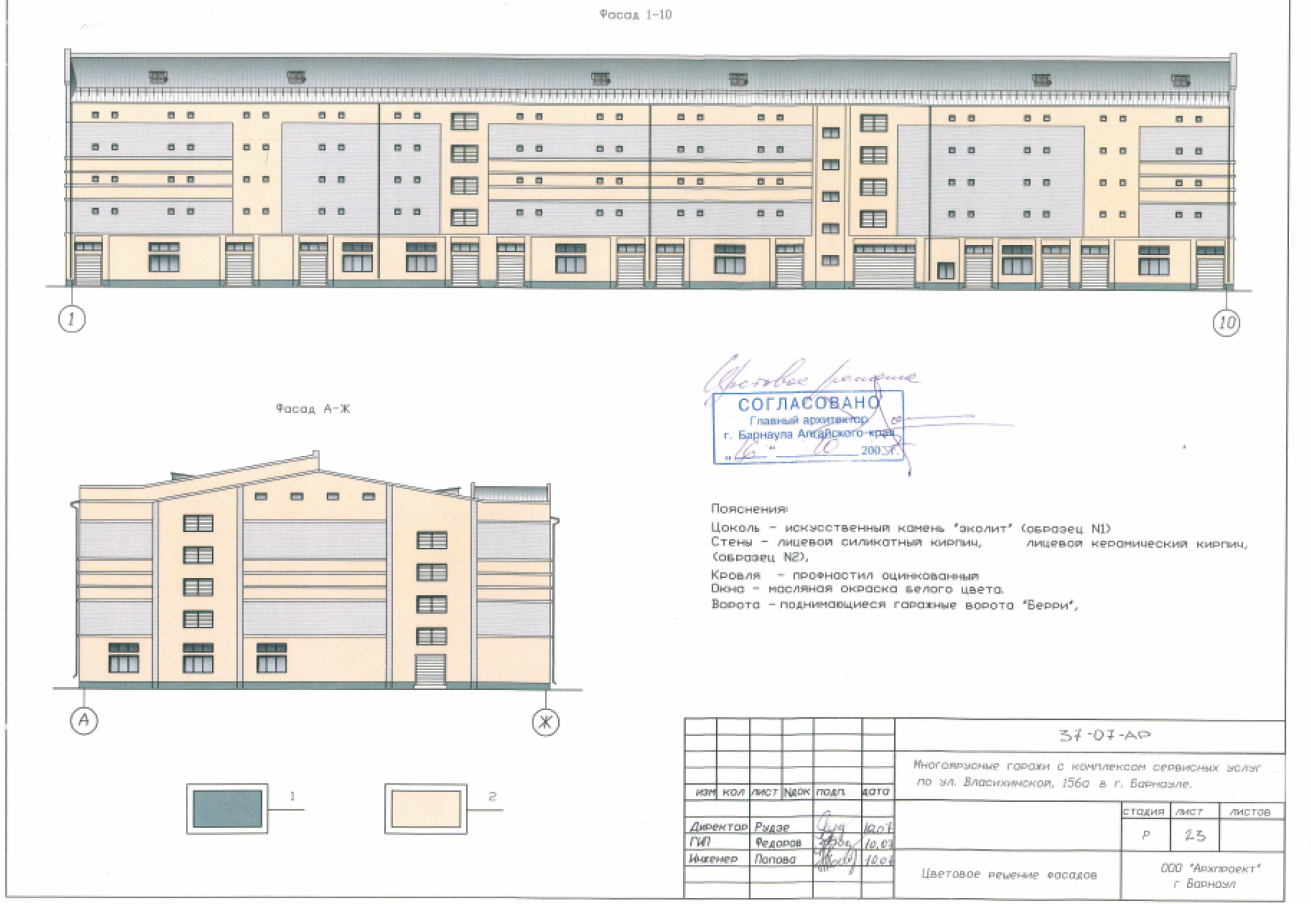 Фасад 1-10
1
10
Цветовое решение
СОГЛАСОВАНО
Главный архитектор
г. Барнаула Алтайского края
„16“ 10 200 г.
Фасад А-Ж
Пояснения:
Цоколь - искусственный камень "эколит" (образец N1)
Стены - лицевой силикатный кирпич, лицевой керамический кирпич,
(образец N2),
Кровля - профнастил оцинкованный
Окна - масляная окраска белого цвета.
Ворота - поднимающиеся гаражные ворота "Берри",
А
Ж
1
2
37-07-АР
Многоярусные гаражи с комплексом сервисных услуг
по ул. Власихинской, 156а в г. Барнауле.
изм кол лист Nдок подп. дата
стадия лист листов
Директор Рудзе 10.07
ГИП Федоров 10.07
Инженер Попова 10.07
Р 23
Цветовое решение фасадов
ООО "Архпроект"
г Барнаул